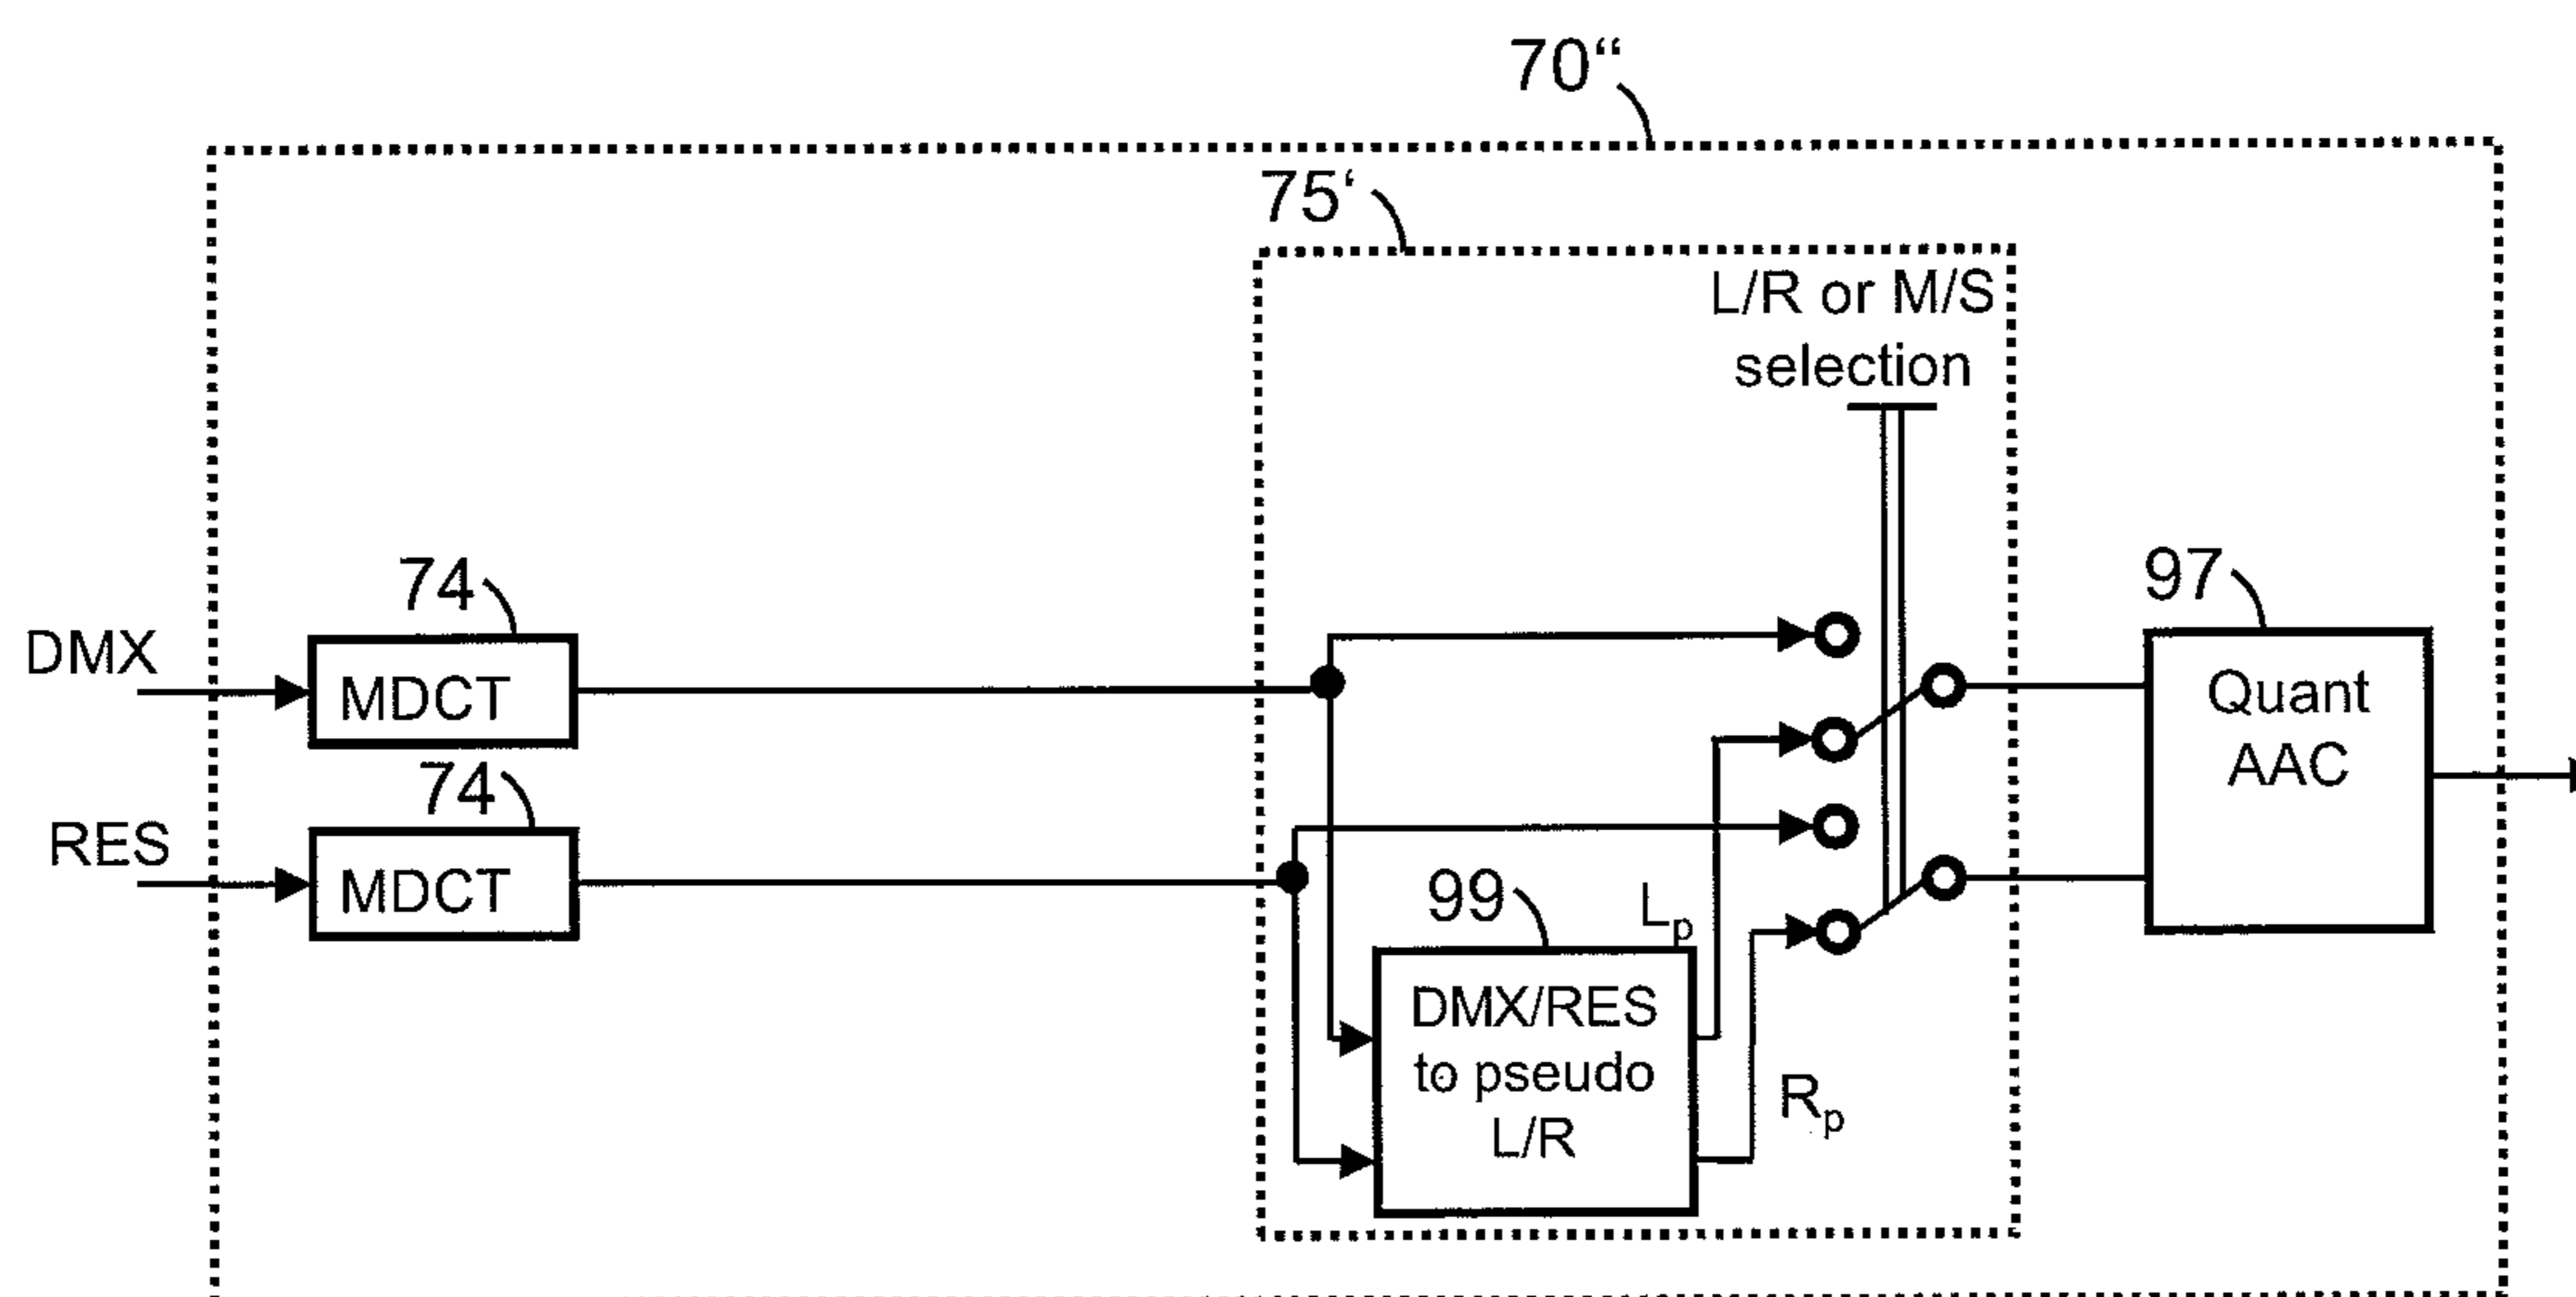 70“
75‘
L/R or M/S
selection
74
97
DMX
MDCT
Quant
AAC
74
RES
MDCT
99
Lp
DMX/RES
to pseudo
L/R
Rp